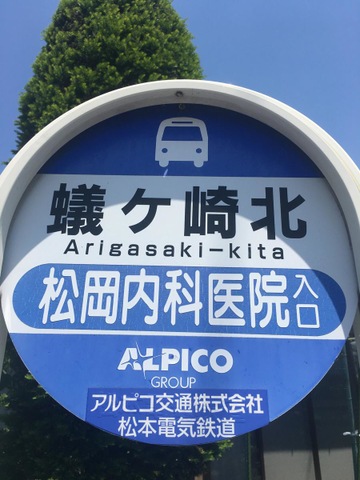 蟻ケ崎北
Arigasaki-kita
松岡内科医院入口
ALPICO
GROUP
アルピコ交通株式会社
松本電気鉄道